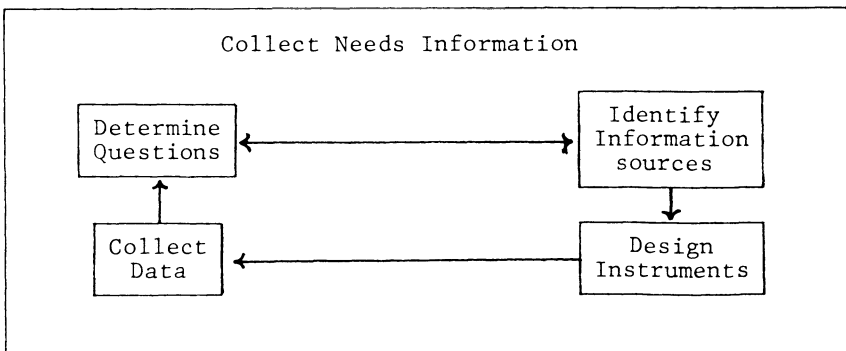 Collect Needs Information
Determine
Questions
Identify
Information
sources
Collect
Data
Design
Instruments